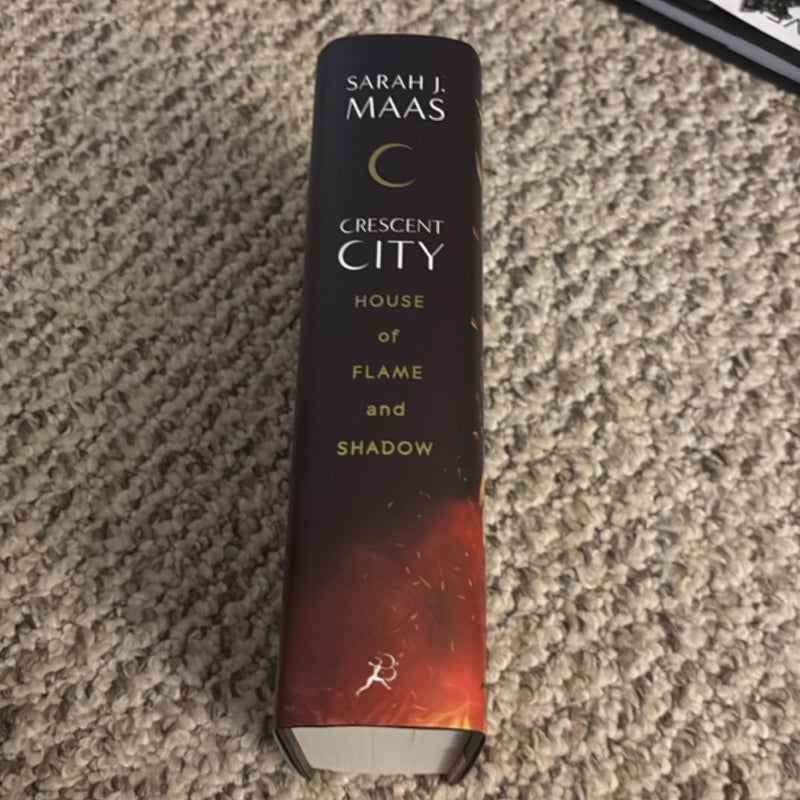 SARAH J.
MAAS
CRESCENT
CITY
HOUSE
of
FLAME
and
SHADOW